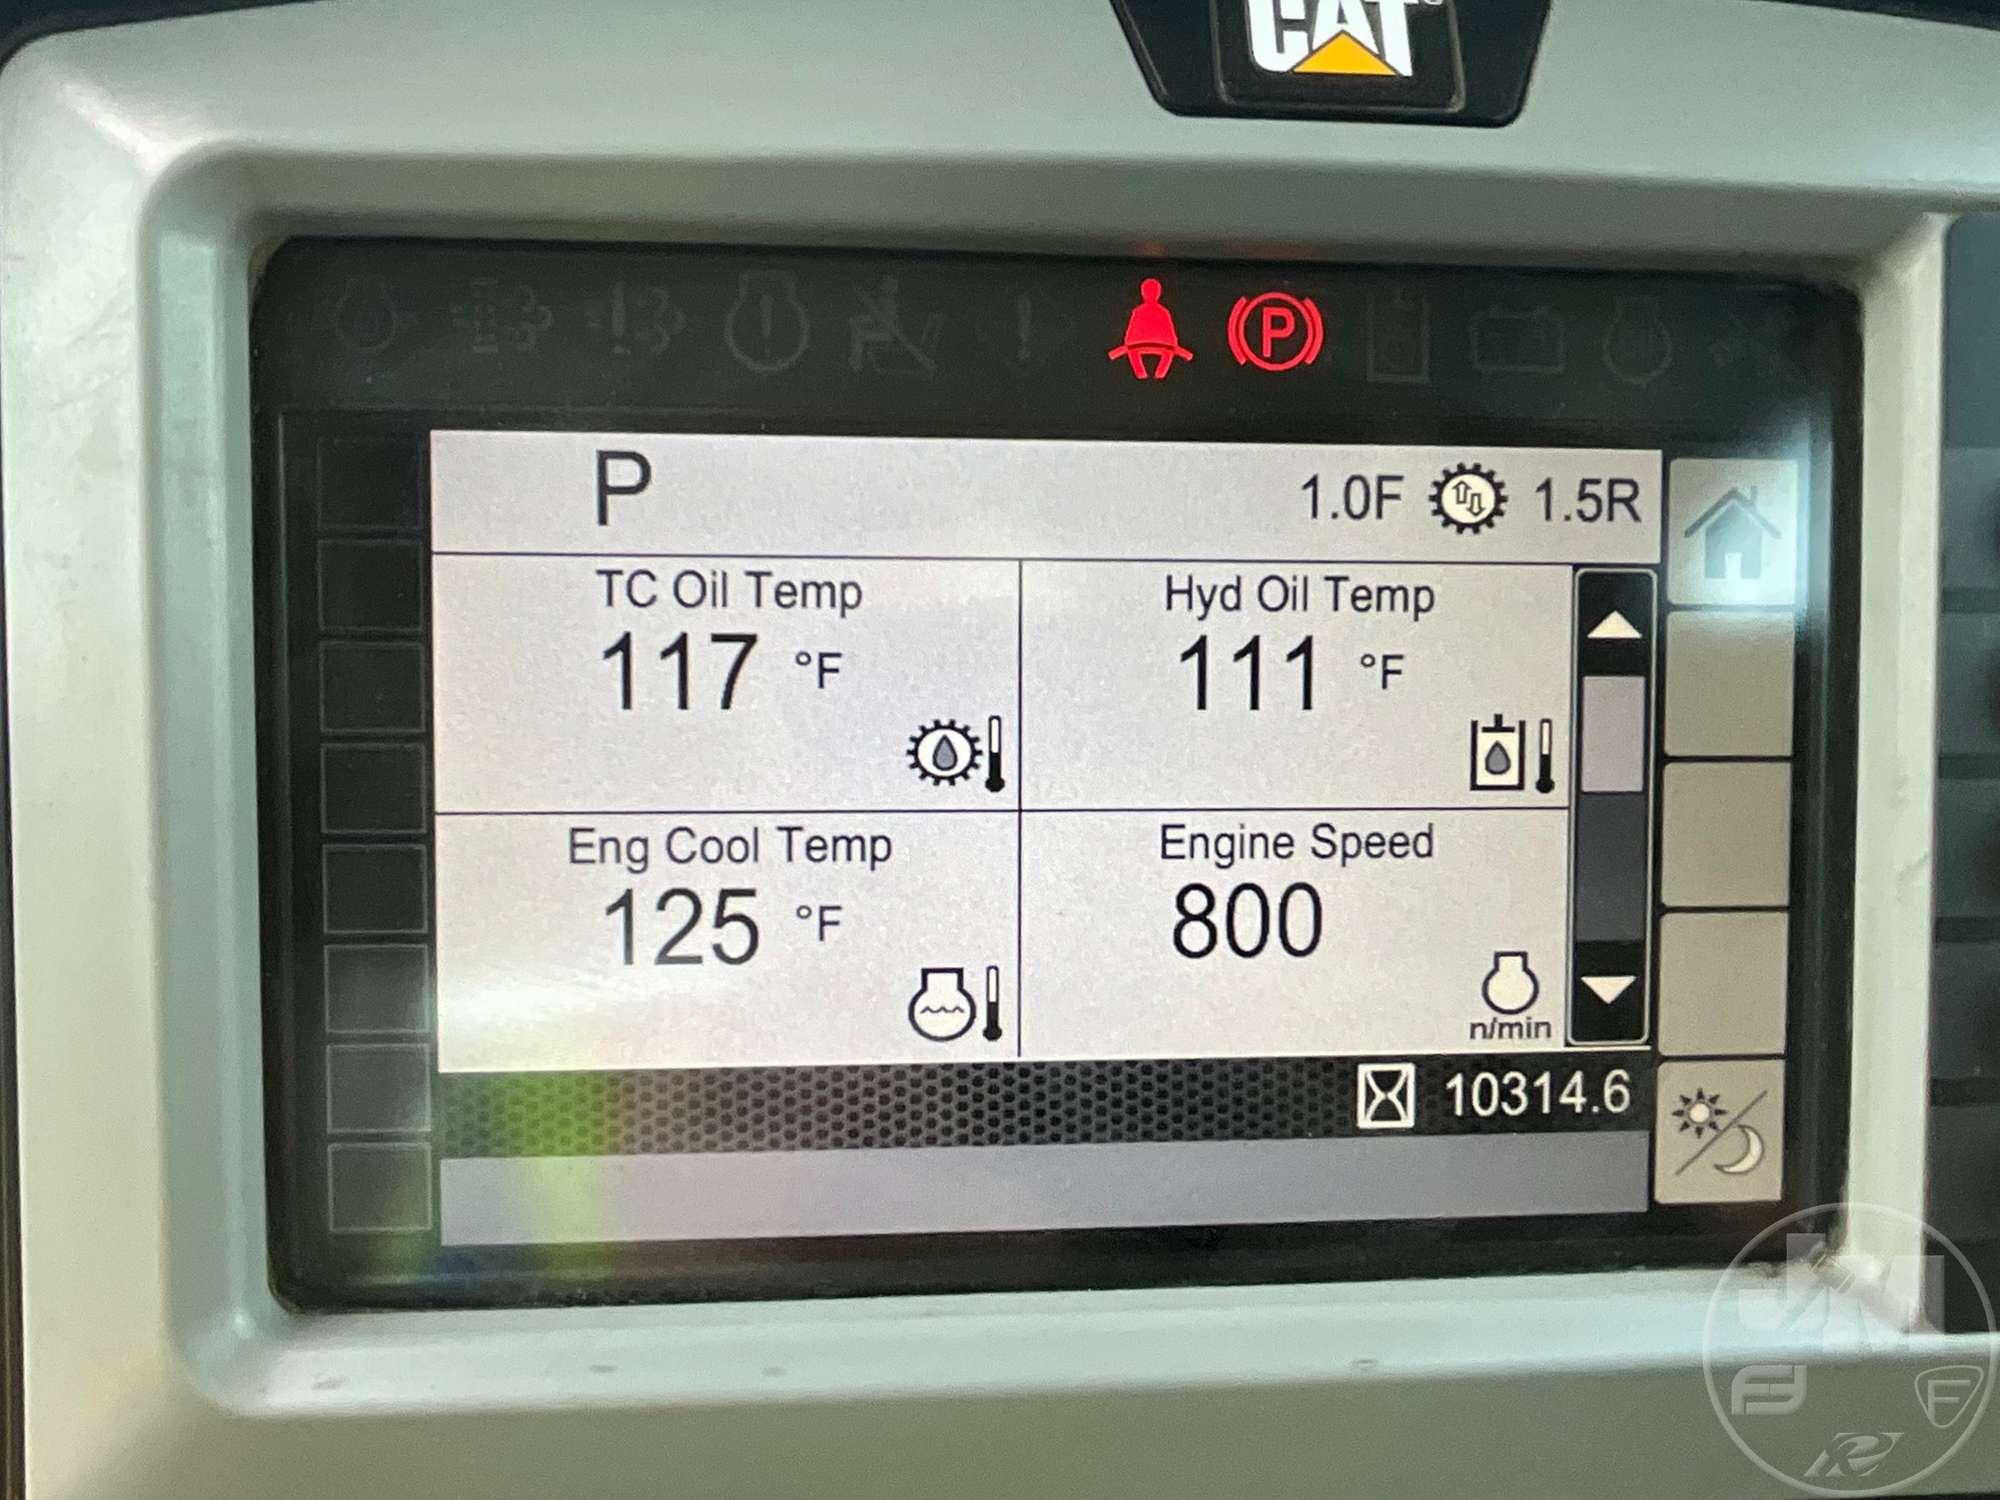 CAT
P
P
1.0F 1.5R
TC Oil Temp
117 °F
Hyd Oil Temp
111 °F
Eng Cool Temp
125 °F
Engine Speed
800
n/min
10314.6
JM
F
F
R